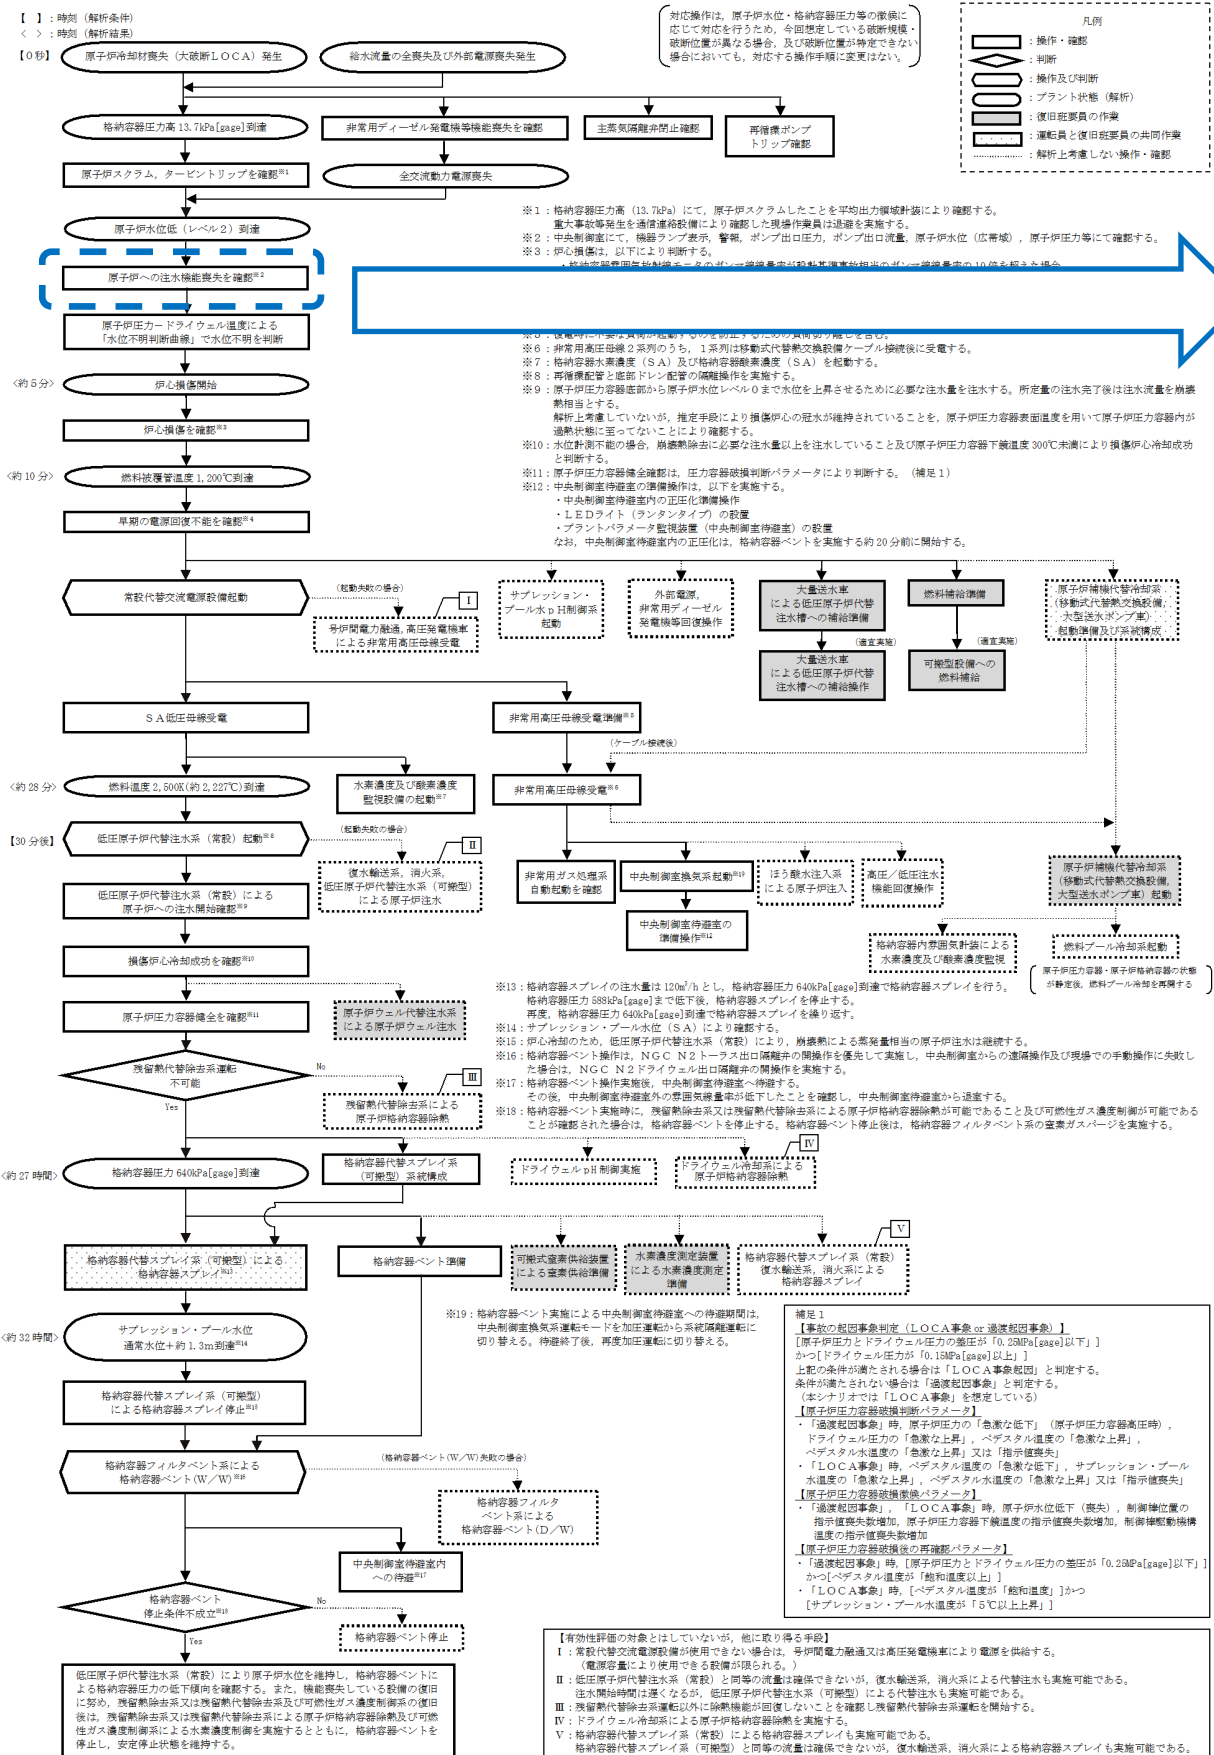 【　】：時刻（解析条件）
＜　＞：時刻（解析結果）
【０秒】
原子炉冷却材喪失（大破断ＬＯＣＡ）発生
給水流量の全喪失及び外部電源喪失発生
対応操作は，原子炉水位・格納容器圧力等の徴候に
応じて対応を行うため，今回想定している破断規模・
破断位置が異なる場合，及び破断位置が特定できない
場合においても，対応する操作手順に変更はない。
凡例
：操作・確認
：判断
：操作及び判断
：プラント状態（解析）
：復旧班要員の作業
：運転員と復旧班要員の共同作業
：解析上考慮しない操作・確認
格納容器圧力高 13.7kPa[gage]到達
非常用ディーゼル発電機等機能喪失を確認
主蒸気隔離弁閉止確認
再循環ポンプ
トリップ確認
原子炉スクラム，タービントリップを確認※1
全交流動力電源喪失
原子炉水位低（レベル２）到達
原子炉への注水機能喪失を確認※2
原子炉圧力－ドライウェル温度による
「水位不明判断曲線」で水位不明を判断
＜約５分＞
炉心損傷開始
炉心損傷を確認※3
＜約 10 分＞
燃料被覆管温度 1,200℃到達
早期の電源回復不能を確認※4
※１：格納容器圧力高（13.7kPa）にて，原子炉スクラムしたことを平均出力領域計装により確認する。
重大事故等発生を通信連絡設備により確認した現場作業員は退避を実施する。
※２：中央制御室にて，機器ランプ表示，警報，ポンプ出口圧力，ポンプ出口流量，原子炉水位（広帯域），原子炉圧力等にて確認する。
※３：炉心損傷は，以下により判断する。
・格納容器雰囲気放射線モニタのガンマ線線量率が設計基準事故相当のガンマ線線量率の 10 倍を超えた場合
※５：復電時に不要な負荷が起動するのを防止するための負荷切り離しを含む。
※６：非常用高圧母線２系列のうち，１系列は移動式代替熱交換設備ケーブル接続後に受電する。
※７：格納容器水素濃度（ＳＡ）及び格納容器酸素濃度（ＳＡ）を起動する。
※８：再循環配管と底部ドレン配管の隔離操作を実施する。
※９：原子炉圧力容器底部から原子炉水位レベル０まで水位を上昇させるために必要な注水量を注水する。所定量の注水完了後は注水流量を崩壊
熱相当とする。
解析上考慮していないが，推定手段により損傷炉心の冠水が維持されていることを，原子炉圧力容器表面温度を用いて原子炉圧力容器内が
過熱状態に至ってないことにより確認する。
※10：水位計測不能の場合，崩壊熱除去に必要な注水量以上を注水していること及び原子炉圧力容器下鏡温度 300℃未満により損傷炉心冷却成功
と判断する。
※11：原子炉圧力容器健全確認は，圧力容器破損判断パラメータにより判断する。（補足１）
※12：中央制御室待避室の準備操作は，以下を実施する。
・中央制御室待避室内の正圧化準備操作
・ＬＥＤライト（ランタンタイプ）の設置
・プラントパラメータ監視装置（中央制御室待避室）の設置
なお，中央制御室待避室内の正圧化は，格納容器ベントを実施する約 20 分前に開始する。
常設代替交流電源設備起動
（起動失敗の場合）
Ⅰ
号炉間電力融通，高圧発電機車
による非常用高圧母線受電
サプレッション・
プール水ｐＨ制御系
起動
外部電源，
非常用ディーゼル
発電機等回復操作
大量送水車
による低圧原子炉代替
注水槽への補給準備
燃料補給準備
原子炉補機代替冷却系
（移動式代替熱交換設備，
大型送水ポンプ車）
起動準備及び系統構成
（適宜実施）
（適宜実施）
大量送水車
による低圧原子炉代替
注水槽への補給操作
可搬型設備への
燃料補給
ＳＡ低圧母線受電
非常用高圧母線受電準備※5
（ケーブル接続後）
＜約 28 分＞
燃料温度 2,500K(約 2,227℃)到達
水素濃度及び酸素濃度
監視設備の起動※7
非常用高圧母線受電※6
【30 分後】
低圧原子炉代替注水系（常設）起動※8
（起動失敗の場合）
Ⅱ
復水輸送系，消火系，
低圧原子炉代替注水系（可搬型）
による原子炉注水
非常用ガス処理系
自動起動を確認
中央制御室換気系起動※19
ほう酸水注入系
による原子炉注入
高圧／低圧注水
機能回復操作
原子炉補機代替冷却系
（移動式代替熱交換設備，
大型送水ポンプ車）起動
低圧原子炉代替注水系（常設）による
原子炉への注水開始確認※9
中央制御室待避室の
準備操作※12
格納容器内雰囲気計装による
水素濃度及び酸素濃度監視
燃料プール冷却系起動
原子炉圧力容器・原子炉格納容器の状態
が静定後，燃料プール冷却を再開する
損傷炉心冷却成功を確認※10
原子炉圧力容器健全を確認※11
原子炉ウェル代替注水系
による原子炉ウェル注水
※13：格納容器スプレイの注水量は 120m³/h とし，格納容器圧力 640kPa[gage]到達で格納容器スプレイを行う。
格納容器圧力 588kPa[gage]まで低下後，格納容器スプレイを停止する。
再度，格納容器圧力 640kPa[gage]到達で格納容器スプレイを繰り返す。
※14：サプレッション・プール水位（ＳＡ）により確認する。
※15：炉心冷却のため，低圧原子炉代替注水系（常設）により，崩壊熱による蒸発量相当の原子炉注水は継続する。
※16：格納容器ベント操作は，ＮＧＣ Ｎ２トーラス出口隔離弁の開操作を優先して実施し，中央制御室からの遠隔操作及び現場での手動操作に失敗し
た場合は，ＮＧＣ Ｎ２ドライウェル出口隔離弁の開操作を実施する。
※17：格納容器ベント操作実施後，中央制御室待避室へ待避する。
その後，中央制御室待避室外の雰囲気線量率が低下したことを確認し，中央制御室待避室から退室する。
※18：格納容器ベント実施時に，残留熱除去系又は残留熱代替除去系による原子炉格納容器除熱が可能であること及び可燃性ガス濃度制御が可能である
ことが確認された場合は，格納容器ベントを停止する。格納容器ベント停止後は，格納容器フィルタベント系の窒素ガスパージを実施する。
残留熱代替除去系運転
不可能
No
Yes
Ⅲ
残留熱代替除去系による
原子炉格納容器除熱
＜約 27 時間＞
格納容器圧力 640kPa[gage]到達
格納容器代替スプレイ系
（可搬型）系統構成
ドライウェルｐH 制御実施
Ⅳ
ドライウェル冷却系による
原子炉格納容器除熱
格納容器代替スプレイ系（可搬型）による
格納容器スプレイ※13
格納容器ベント準備
可搬式窒素供給装置
による窒素供給準備
水素濃度測定装置
による水素濃度測定
準備
Ⅴ
格納容器代替スプレイ系（常設）
復水輸送系，消火系による
格納容器スプレイ
＜約 32 時間＞
サプレッション・プール水位
通常水位＋約 1.3m到達※14
※19：格納容器ベント実施による中央制御室待避室への待避期間は，
中央制御室換気系運転モードを加圧運転から系統隔離運転に
切り替える。待避終了後，再度加圧運転に切り替える。
格納容器代替スプレイ系（可搬型）
による格納容器スプレイ停止※15
格納容器フィルタベント系による
格納容器ベント(Ｗ／Ｗ)※16
（格納容器ベント(Ｗ／Ｗ)失敗の場合）
格納容器フィルタ
ベント系による
格納容器ベント(Ｄ／Ｗ)
中央制御室待避室内
への待避※17
格納容器ベント
停止条件不成立※18
No
Yes
格納容器ベント停止
低圧原子炉代替注水系（常設）により原子炉水位を維持し，格納容器ベントに
よる格納容器圧力の低下傾向を確認する。また，機能喪失している設備の復旧
に努め，残留熱除去系又は残留熱代替除去系及び可燃性ガス濃度制御系の復旧
後は，残留熱除去系又は残留熱代替除去系による原子炉格納容器除熱及び可燃
性ガス濃度制御系による水素濃度制御を実施するとともに，格納容器ベントを
停止し，安定停止状態を維持する。
補足１
【事故の起因事象判定（ＬＯＣＡ事象 or 過渡起因事象）】
[原子炉圧力とドライウェル圧力の差圧が「0.25MPa[gage]以下」]
かつ[ドライウェル圧力が「0.15MPa[gage]以上」]
上記の条件が満たされる場合は「ＬＯＣＡ事象起因」と判定する。
条件が満たされない場合は「過渡起因事象」と判定する。
（本シナリオでは「ＬＯＣＡ事象」を想定している）
【原子炉圧力容器破損判断パラメータ】
・「過渡起因事象」時，原子炉圧力の「急激な低下」（原子炉圧力容器高圧時），
ドライウェル圧力の「急激な上昇」，ペデスタル温度の「急激な上昇」，
ペデスタル水温度の「急激な上昇」又は「指示値喪失」
・「ＬＯＣＡ事象」時，ペデスタル温度の「急激な低下」，サプレッション・プール
水温度の「急激な上昇」，ペデスタル水温度の「急激な上昇」又は「指示値喪失」
【原子炉圧力容器破損徴候パラメータ】
・「過渡起因事象」，「ＬＯＣＡ事象」時，原子炉水位低下（喪失），制御棒位置の
指示値喪失数増加，原子炉圧力容器下鏡温度の指示値喪失数増加，制御棒駆動機構
温度の指示値喪失数増加
【原子炉圧力容器破損後の再確認パラメータ】
・「過渡起因事象」時，[原子炉圧力とドライウェル圧力の差圧が「0.25MPa[gage]以下」]
かつ[ペデスタル温度が「飽和温度以上」]
・「ＬＯＣＡ事象」時，[ペデスタル温度が「飽和温度」]かつ
[サプレッション・プール水温度が「５℃以上上昇」]
【有効性評価の対象とはしていないが，他に取り得る手段】
Ⅰ：常設代替交流電源設備が使用できない場合は，号炉間電力融通又は高圧発電機車により電源を供給する。
（電源容量により使用できる設備が限られる。）
Ⅱ：低圧原子炉代替注水系（常設）と同等の流量は確保できないが，復水輸送系，消火系による代替注水も実施可能である。
注水開始時間は遅くなるが，低圧原子炉代替注水系（可搬型）による代替注水も実施可能である。
Ⅲ：残留熱代替除去系運転以外に除熱機能が回復しないことを確認し残留熱代替除去系運転を開始する。
Ⅳ：ドライウェル冷却系による原子炉格納容器除熱を実施する。
Ⅴ：格納容器代替スプレイ系（常設）による格納容器スプレイも実施可能である。
格納容器代替スプレイ系（可搬型）と同等の流量は確保できないが，復水輸送系，消火系による格納容器スプレイも実施可能である。